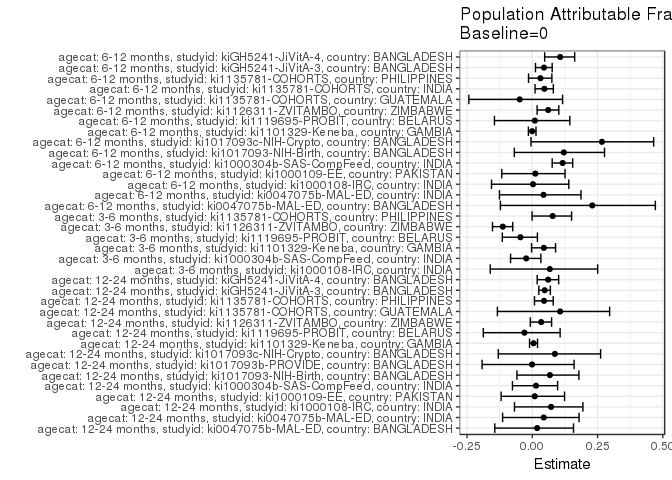 Population Attributable Fra
Baseline=0
agecat: 6-12 months, studyid: kiGH5241-JiVitA-4, country: BANGLADESH
agecat: 6-12 months, studyid: kiGH5241-JiVitA-3, country: BANGLADESH
agecat: 6-12 months, studyid: ki1135781-COHORTS, country: PHILIPPINES
agecat: 6-12 months, studyid: ki1135781-COHORTS, country: INDIA
agecat: 6-12 months, studyid: ki1135781-COHORTS, country: GUATEMALA
agecat: 6-12 months, studyid: ki1126311-ZVITAMBO, country: ZIMBABWE
agecat: 6-12 months, studyid: ki1119695-PROBIT, country: BELARUS
agecat: 6-12 months, studyid: ki1101329-Keneba, country: GAMBIA
agecat: 6-12 months, studyid: ki1017093c-NIH-Crypto, country: BANGLADESH
agecat: 6-12 months, studyid: ki1017093-NIH-Birth, country: BANGLADESH
agecat: 6-12 months, studyid: ki1000304b-SAS-CompFeed, country: INDIA
agecat: 6-12 months, studyid: ki1000109-EE, country: PAKISTAN
agecat: 6-12 months, studyid: ki1000108-IRC, country: INDIA
agecat: 6-12 months, studyid: ki0047075b-MAL-ED, country: INDIA
agecat: 6-12 months, studyid: ki0047075b-MAL-ED, country: BANGLADESH
agecat: 3-6 months, studyid: ki1135781-COHORTS, country: PHILIPPINES
agecat: 3-6 months, studyid: ki1126311-ZVITAMBO, country: ZIMBABWE
agecat: 3-6 months, studyid: ki1119695-PROBIT, country: BELARUS
agecat: 3-6 months, studyid: ki1101329-Keneba, country: GAMBIA
agecat: 3-6 months, studyid: ki1000304b-SAS-CompFeed, country: INDIA
agecat: 3-6 months, studyid: ki1000108-IRC, country: INDIA
agecat: 12-24 months, studyid: kiGH5241-JiVitA-4, country: BANGLADESH
agecat: 12-24 months, studyid: kiGH5241-JiVitA-3, country: BANGLADESH
agecat: 12-24 months, studyid: ki1135781-COHORTS, country: PHILIPPINES
agecat: 12-24 months, studyid: ki1135781-COHORTS, country: GUATEMALA
agecat: 12-24 months, studyid: ki1126311-ZVITAMBO, country: ZIMBABWE
agecat: 12-24 months, studyid: ki1119695-PROBIT, country: BELARUS
agecat: 12-24 months, studyid: ki1101329-Keneba, country: GAMBIA
agecat: 12-24 months, studyid: ki1017093c-NIH-Crypto, country: BANGLADESH
agecat: 12-24 months, studyid: ki1017093b-PROVIDE, country: BANGLADESH
agecat: 12-24 months, studyid: ki1017093-NIH-Birth, country: BANGLADESH
agecat: 12-24 months, studyid: ki1000304b-SAS-CompFeed, country: INDIA
agecat: 12-24 months, studyid: ki1000109-EE, country: PAKISTAN
agecat: 12-24 months, studyid: ki1000108-IRC, country: INDIA
agecat: 12-24 months, studyid: ki0047075b-MAL-ED, country: INDIA
agecat: 12-24 months, studyid: ki0047075b-MAL-ED, country: BANGLADESH
-0.25 0.00 0.25 0.50
Estimate